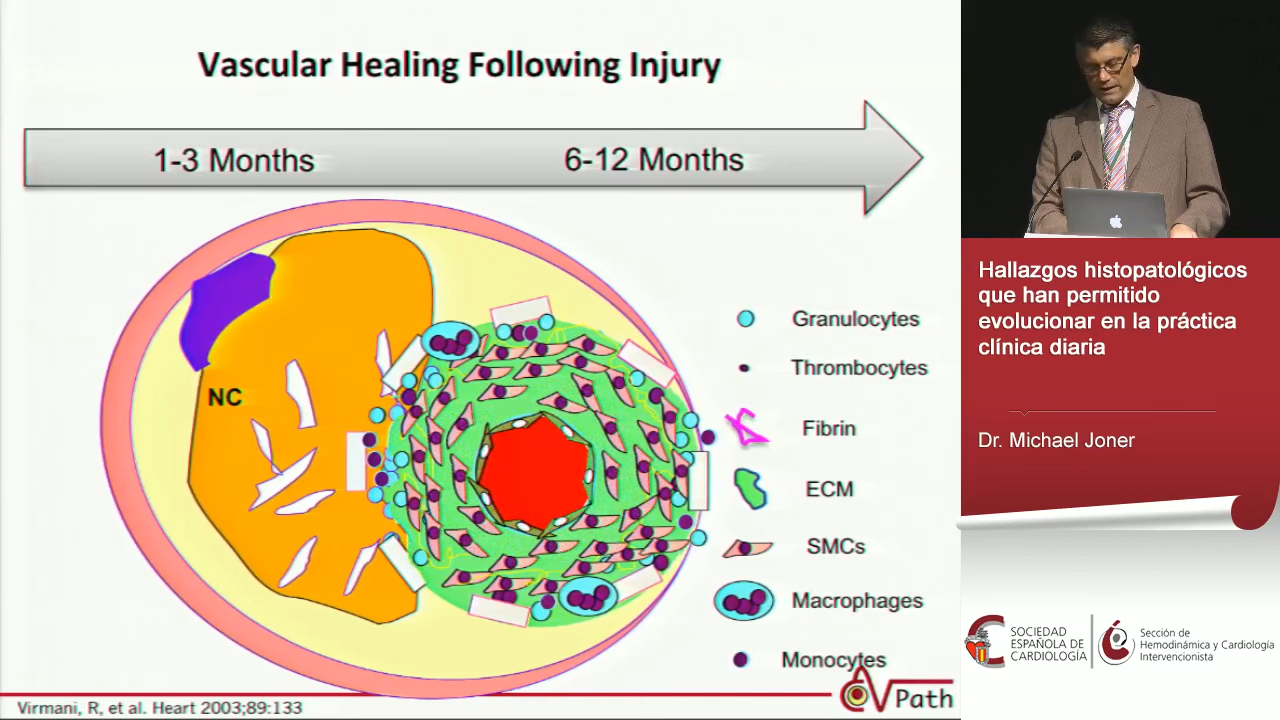 Vascular Healing Following Injury
1-3 Months
6-12 Months
NC
Granulocytes
Thrombocytes
Fibrin
ECM
SMCs
Macrophages
Monocytes
CVPath
Virmani, R, et al. Heart 2003;89:133
Hallazgos histopatológicos
que han permitido
evolucionar en la práctica
clínica diaria
Dr. Michael Joner
SOCIEDAD
ESPAÑOLA DE
CARDIOLOGÍA
Sección de
Hemodinámica y Cardiología
Intervencionista